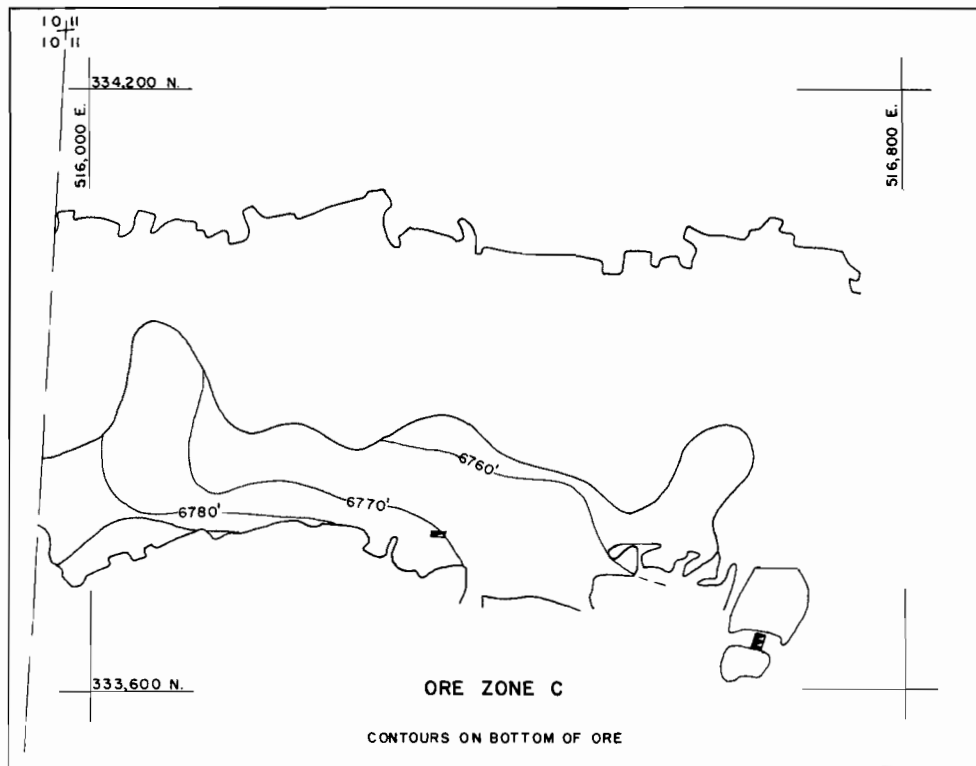 10 11
10 11
334,200 N.
516,000 E.
516,800 E.
6760'
6770'
6780'
333,600 N.
ORE ZONE C
CONTOURS ON BOTTOM OF ORE